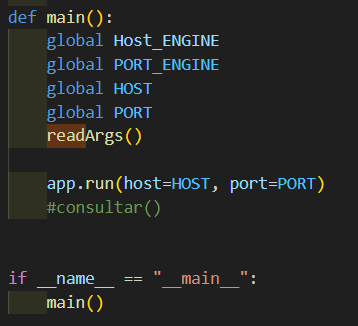 def main():
    global Host_ENGINE
    global PORT_ENGINE
    global HOST
    global PORT
    readArgs()
    app.run(host=HOST, port=PORT)
    #consultar()
if __name__ == "__main__":
    main()